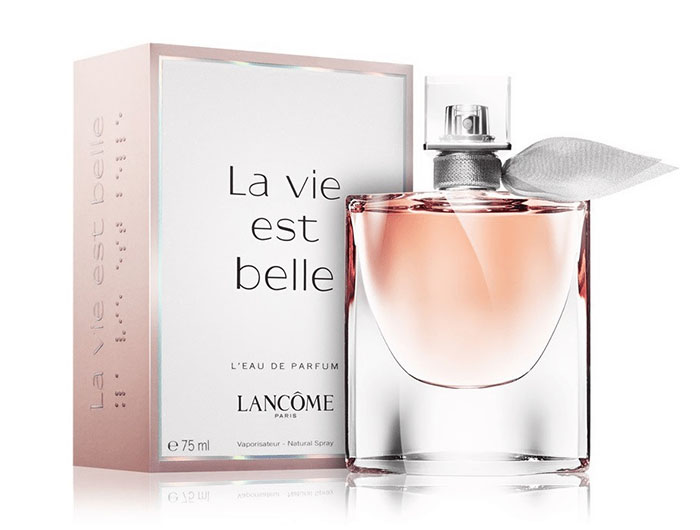 La vie est belle
La vie
est
belle
L'EAU DE PARFUM
LANCÔME
PARIS
e 75 ml
Vaporisateur - Natural Spray